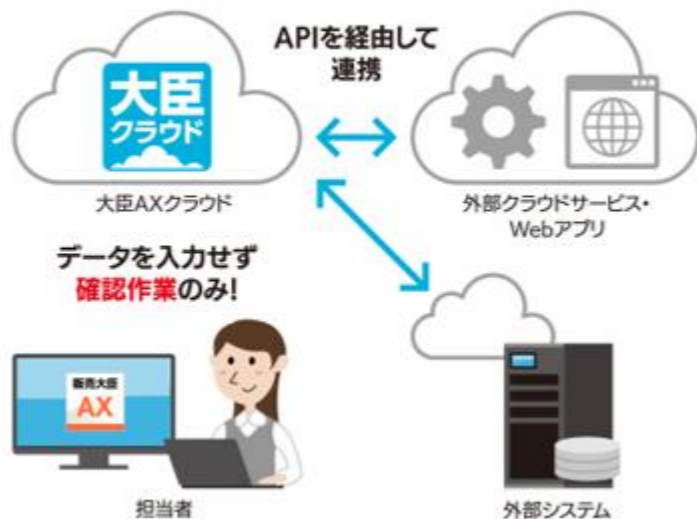 APIを経由して
連携
大臣
クラウド
大臣AXクラウド
外部クラウドサービス・
Webアプリ
データを入力せず
確認作業のみ!
販売大臣
AX
担当者
外部システム